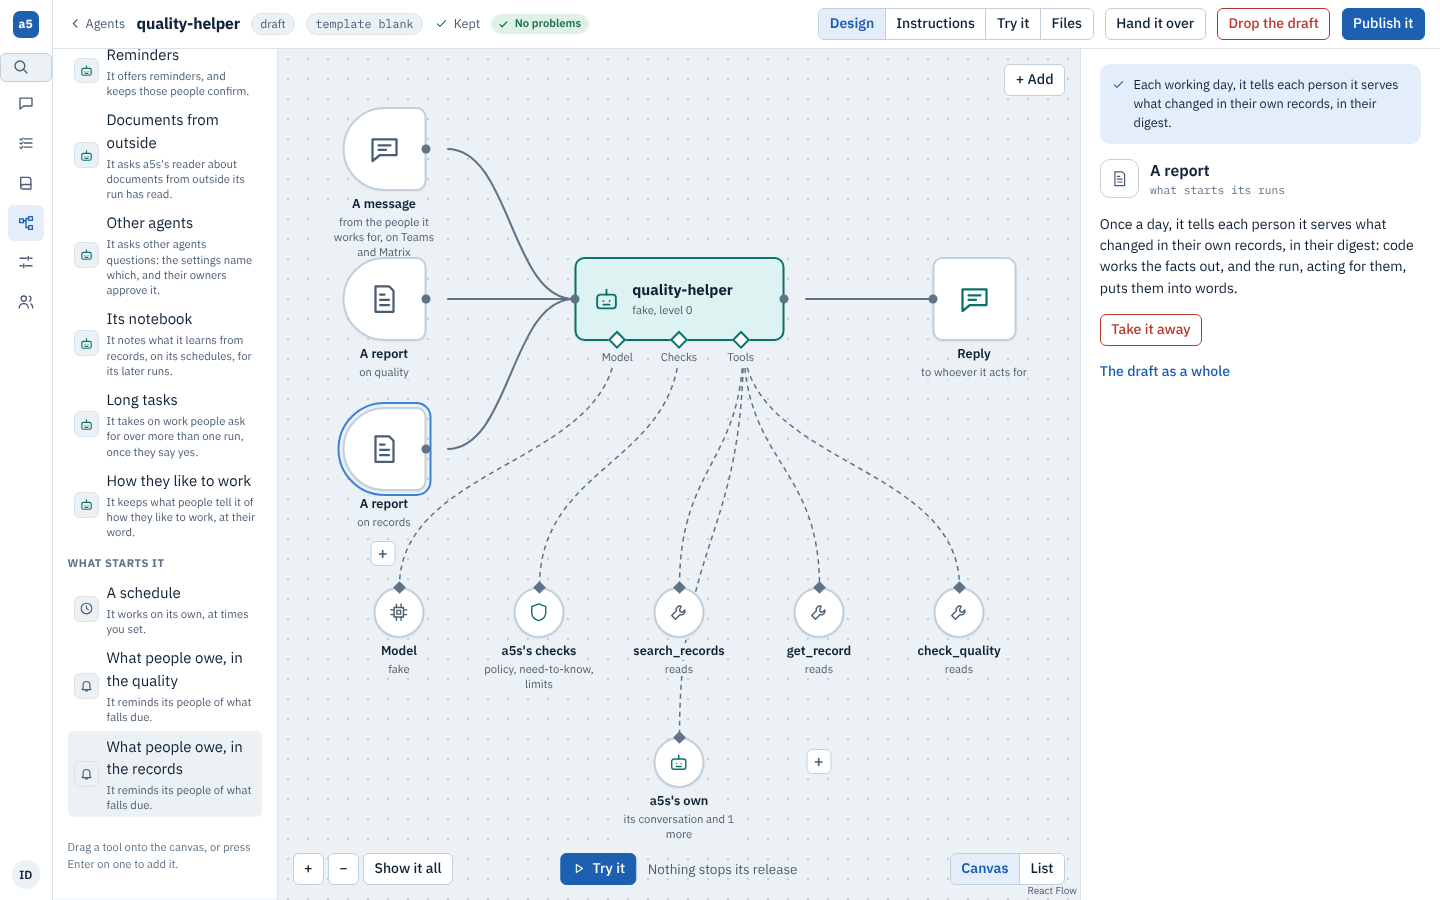 a5
Agents
quality-helper
draft
template blank
Kept
No problems
Design
Instructions
Try it
Files
Hand it over
Drop the draft
Publish it
Reminders
It offers reminders, and
keeps those people confirm.
Documents from
outside
It asks a5s's reader about
documents from outside its
run has read.
Other agents
It asks other agents
questions: the settings name
which, and their owners
approve it.
Its notebook
It notes what it learns from
records, on its schedules, for
its later runs.
Long tasks
It takes on work people ask
for over more than one run,
once they say yes.
How they like to work
It keeps what people tell it of
how they like to work, at their
word.
WHAT STARTS IT
A schedule
It works on its own, at times
you set.
What people owe, in
the quality
It reminds its people of what
falls due.
What people owe, in
the records
It reminds its people of what
falls due.
Drag a tool onto the canvas, or press
Enter on one to add it.
ID
+ Add
A message
from the people it
works for, on Teams
and Matrix
A report
on quality
A report
on records
+
quality-helper
fake, level 0
Model
Checks
Tools
Reply
to whoever it acts for
Model
fake
a5s's checks
policy, need-to-know,
limits
search_records
reads
get_record
reads
check_quality
reads
a5s's own
its conversation and 1
more
+
+
−
Show it all
Try it
Nothing stops its release
Canvas
List
React Flow
Each working day, it tells each person it serves
what changed in their own records, in their
digest.
A report
what starts its runs
Once a day, it tells each person it serves what
changed in their own records, in their digest: code
works the facts out, and the run, acting for them,
puts them into words.
Take it away
The draft as a whole